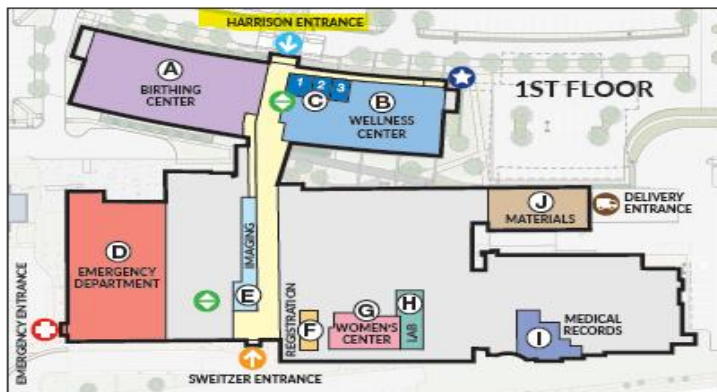 HARRISON ENTRANCE
1ST FLOOR
A
BIRTHING
CENTER
1 2 3
C
B
WELLNESS
CENTER
J
MATERIALS
DELIVERY
ENTRANCE
D
EMERGENCY
DEPARTMENT
IMAGING
E
EMERGENCY ENTRANCE
REGISTRATION
F
G
WOMEN'S
CENTER
H
LAB
MEDICAL
RECORDS
I
SWEITZER ENTRANCE